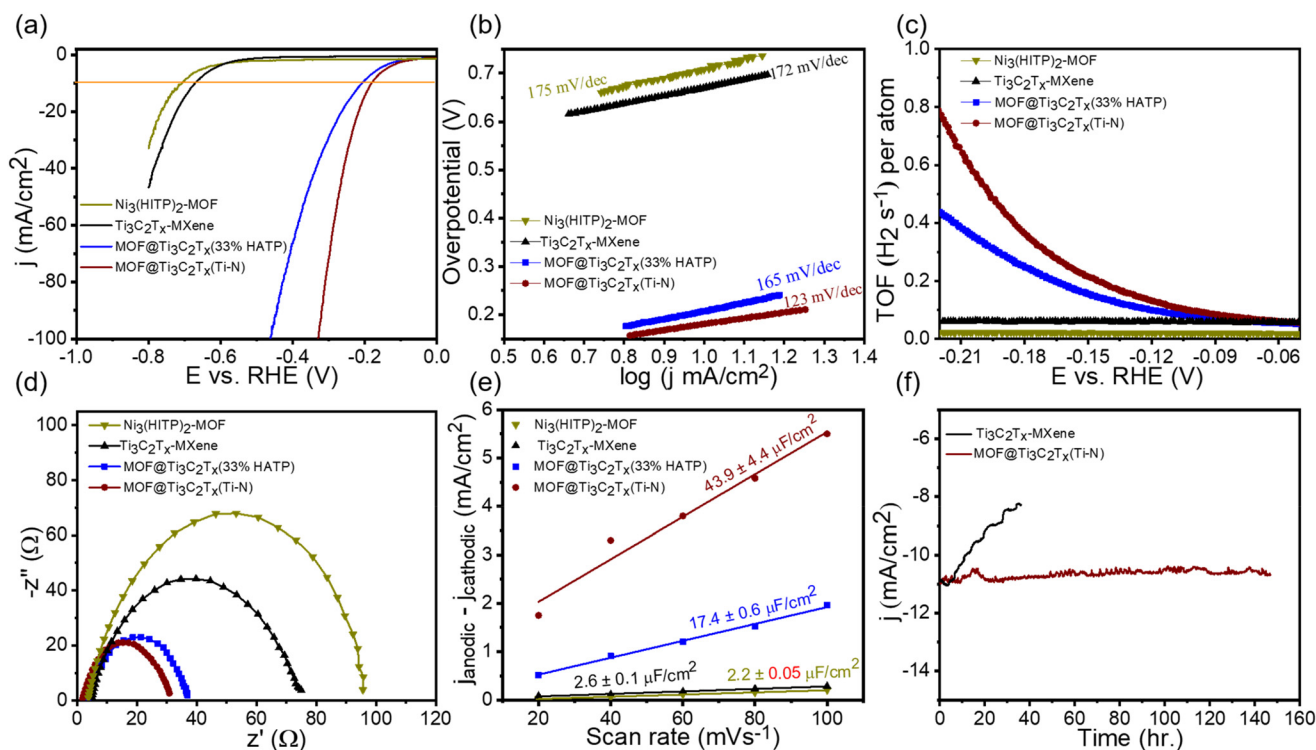 (a)
0
-20
-40
-60
-80
-100
j (mA/cm2)
Ni3(HITP)2-MOF
Ti3C2Tx-MXene
MOF@Ti3C2Tx(33% HATP)
MOF@Ti3C2Tx(Ti-N)
-1.0 -0.8 -0.6 -0.4 -0.2 0.0
E vs. RHE (V)
(b)
0.7
0.6
0.5
0.4
0.3
0.2
Overpotential (V)
175 mV/dec
172 mV/dec
Ni3(HITP)2-MOF
Ti3C2Tx-MXene
MOF@Ti3C2Tx(33% HATP)
MOF@Ti3C2Tx(Ti-N)
165 mV/dec
123 mV/dec
0.5 0.6 0.7 0.8 0.9 1.0 1.1 1.2 1.3 1.4
log (j mA/cm2)
(c)
1.0
0.8
0.6
0.4
0.2
0.0
TOF (H2 s-1) per atom
Ni3(HITP)2-MOF
Ti3C2Tx-MXene
MOF@Ti3C2Tx(33% HATP)
MOF@Ti3C2Tx(Ti-N)
-0.21 -0.18 -0.15 -0.12 -0.09 -0.06
E vs. RHE (V)
(d)
100
80
60
40
20
0
-z'' (Ω)
Ni3(HITP)2-MOF
Ti3C2Tx-MXene
MOF@Ti3C2Tx(33% HATP)
MOF@Ti3C2Tx(Ti-N)
0 20 40 60 80 100 120
z' (Ω)
(e)
6
5
4
3
2
1
0
janodic - jcathodic (mA/cm2)
Ni3(HITP)2-MOF
Ti3C2Tx-MXene
MOF@Ti3C2Tx(33% HATP)
MOF@Ti3C2Tx(Ti-N)
43.9 ± 4.4 μF/cm2
17.4 ± 0.6 μF/cm2
2.6 ± 0.1 μF/cm2
2.2 ± 0.05 μF/cm2
20 40 60 80 100
Scan rate (mVs-1)
(f)
-6
-8
-10
-12
-14
j (mA/cm2)
Ti3C2Tx-MXene
MOF@Ti3C2Tx(Ti-N)
0 20 40 60 80 100 120 140 160
Time (hr.)